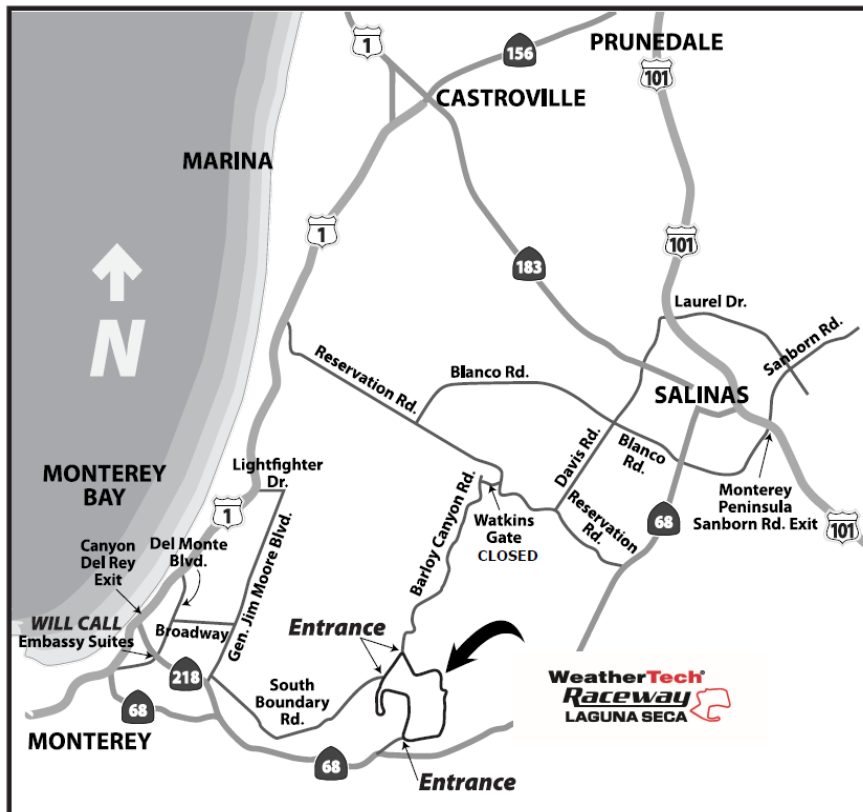 1
156
PRUNEDALE
101
CASTROVILLE
MARINA
1
101
183
N
Laurel Dr.
Sanborn Rd.
Reservation Rd.
Blanco Rd.
SALINAS
Davis Rd.
Blanco
Rd.
MONTEREY
BAY
Lightfighter
Dr.
1
Barloy Canyon Rd.
Watkins
Gate
CLOSED
Reservation
Rd.
68
Monterey
Peninsula
Sanborn Rd. Exit
101
Canyon
Del Rey
Exit
Del Monte
Blvd.
Gen. Jim Moore Blvd.
WILL CALL
Embassy Suites
Broadway
Entrance
218
South
Boundary
Rd.
WeatherTech®
Raceway
LAGUNA SECA
68
MONTEREY
68
Entrance